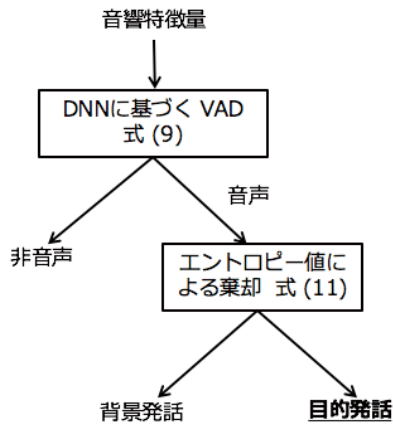 音響特徴量
DNNに基づく VAD
式 (9)
音声
非音声
エントロピー値に
よる棄却 式 (11)
背景発話
目的発話